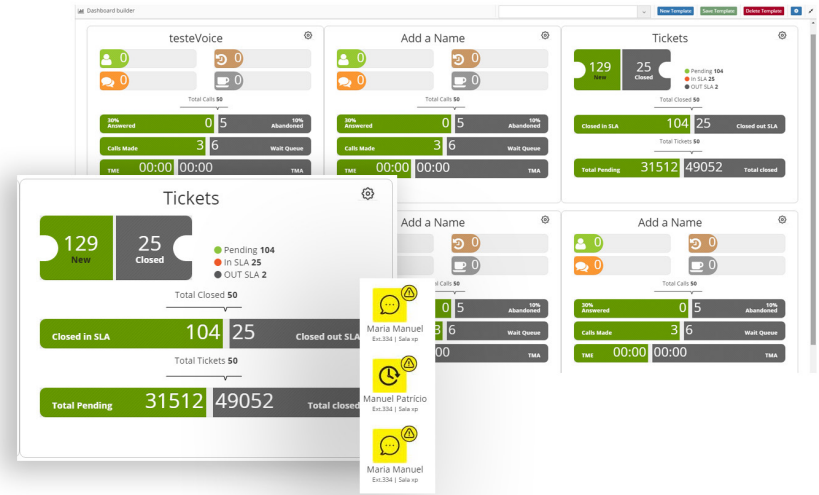 Dashboard builder
New Template
Save Template
Delete Template
testeVoice
0
0
0
0
Total Calls 50
30%
Answered
0 5
10%
Abandoned
Calls Made
3 6
Wait Queue
TME
00:00 00:00
TMA
Add a Name
0
0
0
0
Total Calls 50
30%
Answered
0 5
10%
Abandoned
Calls Made
3 6
Wait Queue
TME
00:00 00:00
TMA
Tickets
129
New
25
Closed
Pending 104
In SLA 25
OUT SLA 2
Total Closed 50
Closed in SLA
104 25
Closed out SLA
Total Tickets 50
Total Pending
31512 49052
Total closed
Tickets
129
New
25
Closed
Pending 104
In SLA 25
OUT SLA 2
Total Closed 50
Closed in SLA
104 25
Closed out SLA
Total Tickets 50
Total Pending
31512 49052
Total closed
Maria Manuel
Ext.334 | Sala xp
Manuel Patrício
Ext.334 | Sala xp
Maria Manuel
Ext.334 | Sala xp
Add a Name
0
0
Calls 50
0 5
10%
Abandoned
3 6
Wait Queue
00:00
TMA
Add a Name
0
0
0
0
Total Calls 50
30%
Answered
0 5
10%
Abandoned
Calls Made
3 6
Wait Queue
TME
00:00 00:00
TMA